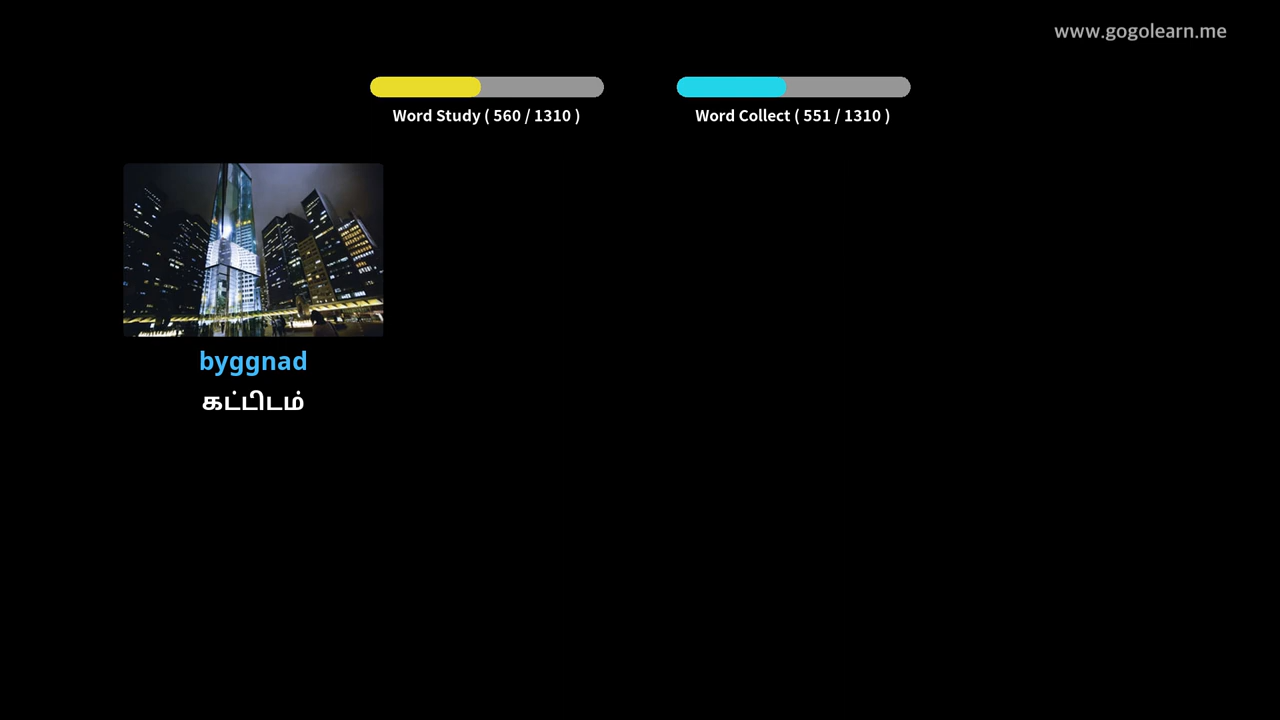 www.gogolearn.me
Word Study ( 560 / 1310 )
Word Collect ( 551 / 1310 )
byggnad
கட்டிடம்